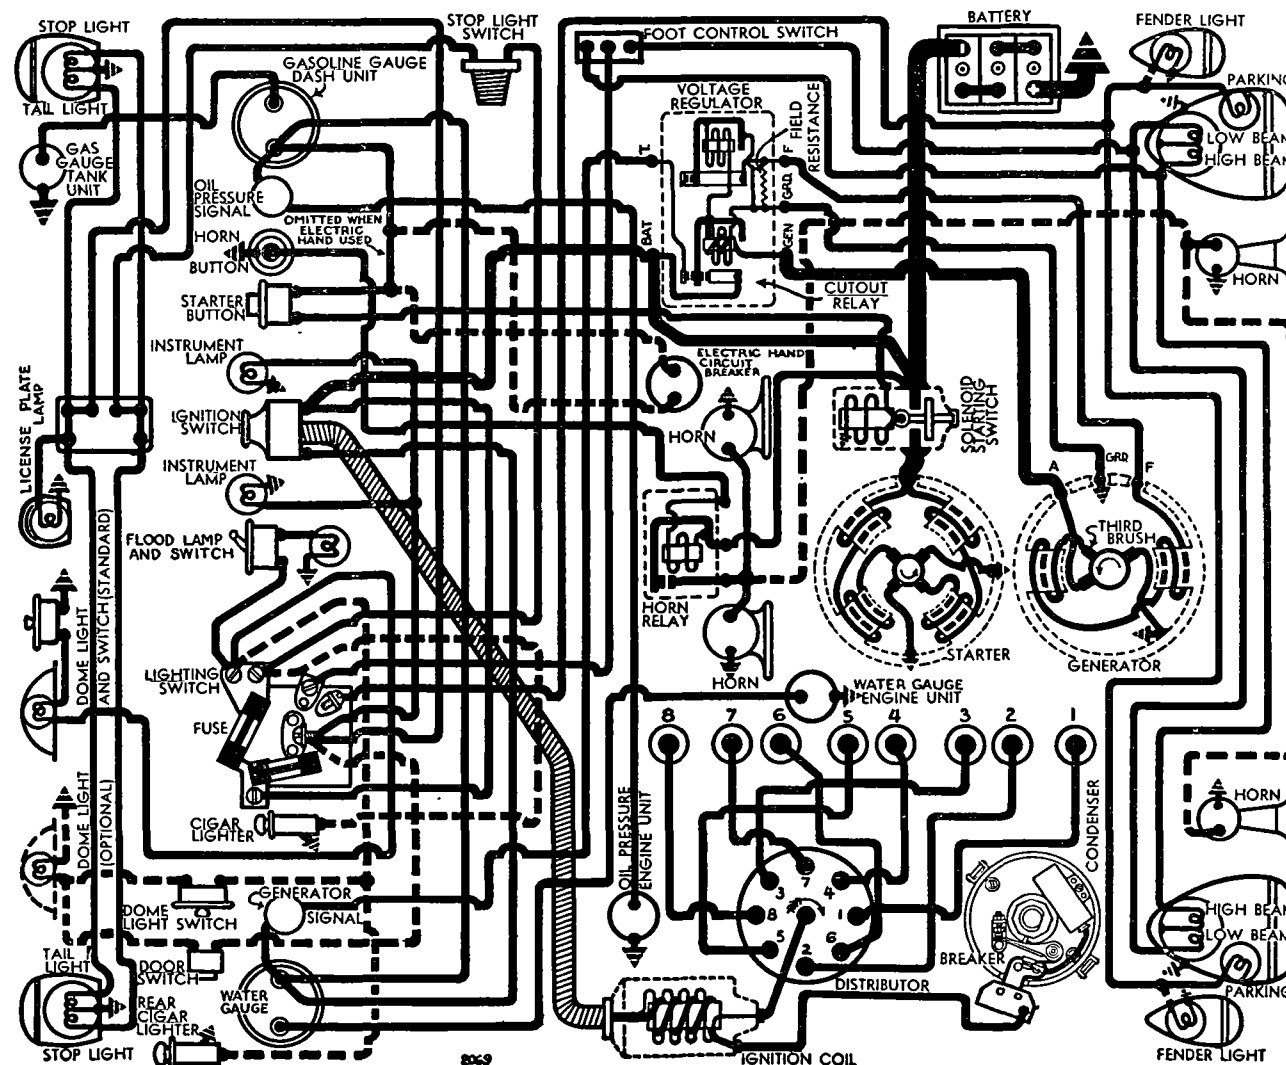 STOP LIGHT
TAIL LIGHT
GAS
GAUGE
TANK
UNIT
GASOLINE GAUGE
DASH UNIT
STOP LIGHT
SWITCH
FOOT CONTROL SWITCH
BATTERY
FENDER LIGHT
PARKING
LOW BEAM
HIGH BEAM
HORN
VOLTAGE
REGULATOR
RESISTANCE
FIELD
T
F
GRD.
BAT
GEN
CUTOUT
RELAY
OIL
PRESSURE
SIGNAL
OMITTED WHEN
ELECTRIC
HAND USED
HORN
BUTTON
STARTER
BUTTON
INSTRUMENT
LAMP
IGNITION
SWITCH
INSTRUMENT
LAMP
LICENSE PLATE
LAMP
FLOOD LAMP
AND SWITCH
ELECTRIC HAND
CIRCUIT
BREAKER
HORN
HORN
RELAY
HORN
SOLENOID
STARTING
SWITCH
STARTER
A
GRD
F
THIRD
BRUSH
GENERATOR
DOME LIGHT
AND SWITCH (STANDARD)
LIGHTING
SWITCH
FUSE
WATER GAUGE
ENGINE UNIT
8 7 6 5 4 3 2 1
DOME LIGHT
(OPTIONAL)
CIGAR
LIGHTER
OIL PRESSURE
ENGINE UNIT
CONDENSER
HORN
7
3 4
8 1
5 6
2
DISTRIBUTOR
BREAKER
DOME
LIGHT SWITCH
GENERATOR
SIGNAL
TAIL
LIGHT
DOOR
SWITCH
REAR
CIGAR
LIGHTER
WATER
GAUGE
STOP LIGHT
2069
IGNITION COIL
HIGH BEAM
LOW BEAM
PARKING
FENDER LIGHT